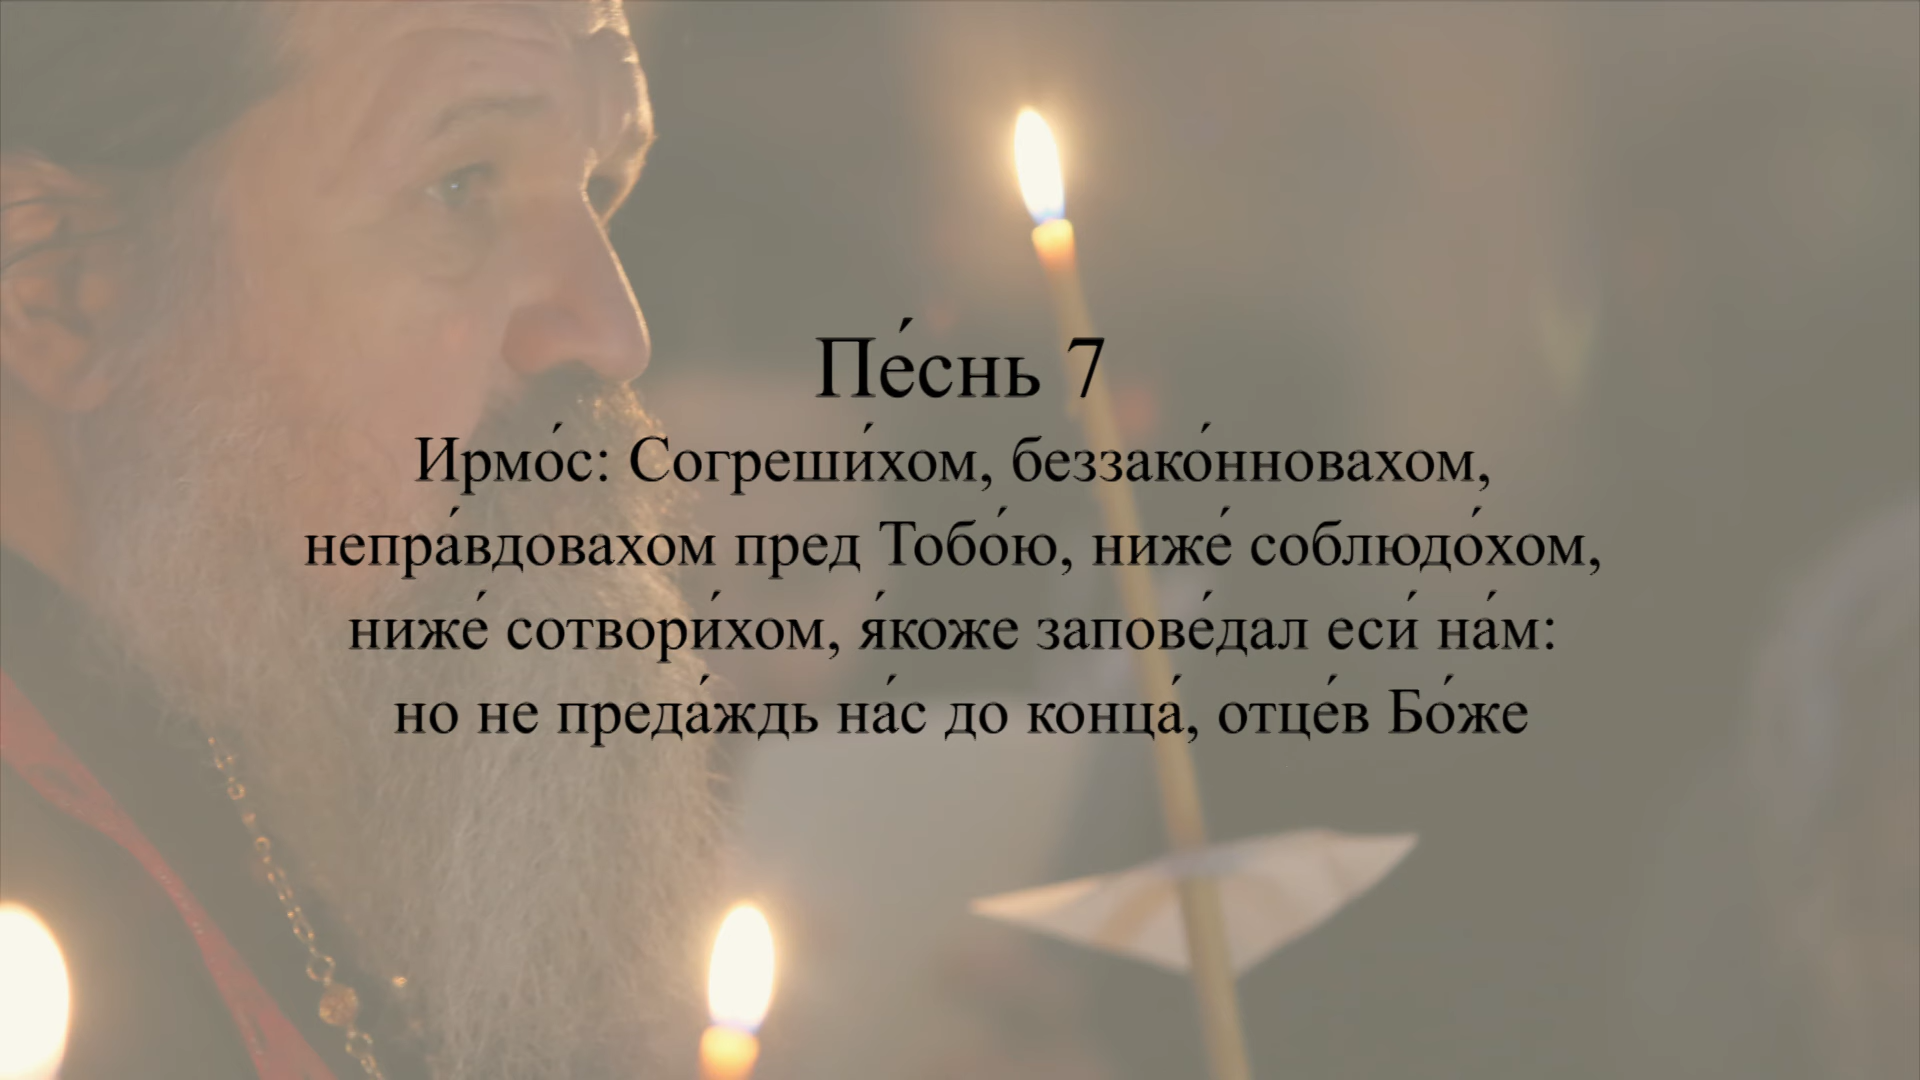 Пе́снь 7
Ирмо́с: Согреши́хом, беззако́нновахом,
непра́вдовахом пред Тобо́ю, ниже́ соблюдо́хом,
ниже́ сотвори́хом, я́коже запове́дал еси́ на́м:
но не преда́ждь на́с до конца́, отце́в Бо́же